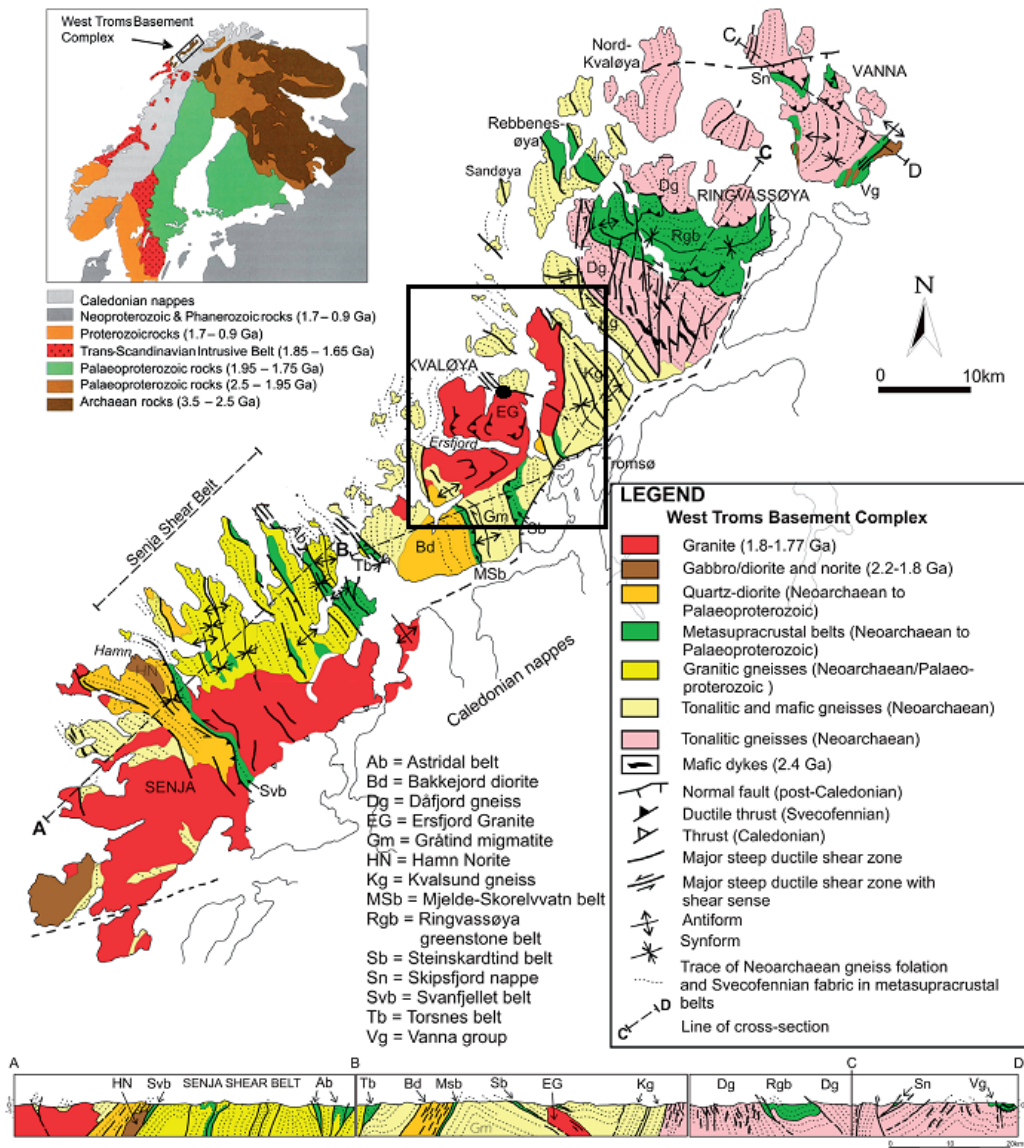 West Troms Basement
Complex
Caledonian nappes
Neoproterozoic & Phanerozoic rocks (1.7 – 0.9 Ga)
Proterozoic rocks (1.7 – 0.9 Ga)
Trans-Scandinavian Intrusive Belt (1.85 – 1.65 Ga)
Palaeoproterozoic rocks (1.95 – 1.75 Ga)
Palaeoproterozoic rocks (2.5 – 1.95 Ga)
Archaean rocks (3.5 – 2.5 Ga)
Nord-
Kvaløya
C
Sn
VANNA
D
Vg
Rebbenes-
øya
Sandøya
C
Dg
RINGVASSØYA
Rgb
Dg
N
0 10km
KVALØYA
Kg
Kg
EG
Ersfjord
romsø
Gm
Sb
Bd
MSb
Senja Shear Belt
Ab
B
Tb
Hamn
HN
Caledonian nappes
SENJA
Svb
A
Ab = Astridal belt
Bd = Bakkejord diorite
Dg = Dåfjord gneiss
EG = Ersfjord Granite
Gm = Gråtind migmatite
HN = Hamn Norite
Kg = Kvalsund gneiss
MSb = Mjelde-Skorelvvatn belt
Rgb = Ringvassøya
greenstone belt
Sb = Steinskardtind belt
Sn = Skipsfjord nappe
Svb = Svanfjellet belt
Tb = Torsnes belt
Vg = Vanna group
LEGEND
West Troms Basement Complex
Granite (1.8-1.77 Ga)
Gabbro/diorite and norite (2.2-1.8 Ga)
Quartz-diorite (Neoarchaean to
Palaeoproterozoic)
Metasupracrustal belts (Neoarchaean to
Palaeoproterozoic)
Granitic gneisses (Neoarchaean/Palaeo-
proterozoic )
Tonalitic and mafic gneisses (Neoarchaean)
Tonalitic gneisses (Neoarchaean)
Mafic dykes (2.4 Ga)
Normal fault (post-Caledonian)
Ductile thrust (Svecofennian)
Thrust (Caledonian)
Major steep ductile shear zone
Major steep ductile shear zone with
shear sense
Antiform
Synform
Trace of Neoarchaean gneiss folation
and Svecofennian fabric in metasupracrustal
belts
C D Line of cross-section
A B C D
HN Svb SENJA SHEAR BELT Ab Tb Bd Msb Sb EG Kg Dg Rgb Dg Sn Vg
Gm
0 10 20km